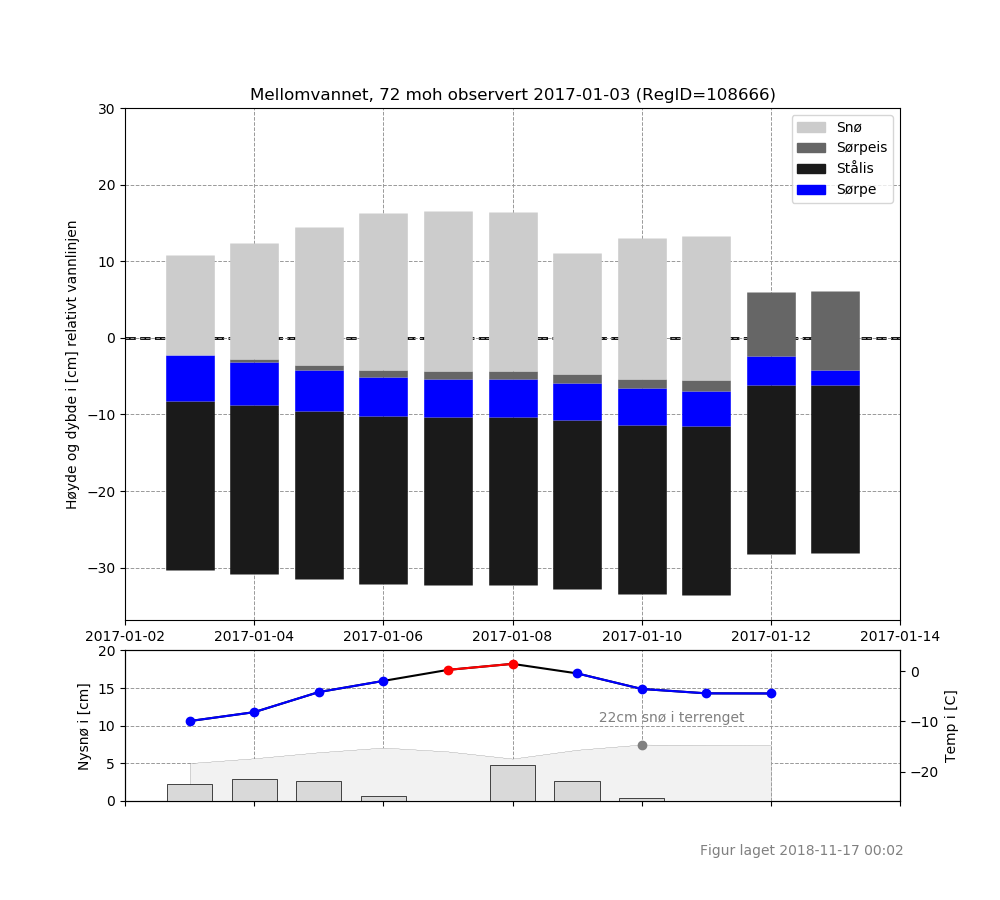 Mellomvannet, 72 moh observert 2017-01-03 (RegID=108666)
30
20
10
0
−10
−20
−30
Høyde og dybde i [cm] relativt vannlinjen
Snø
Sørpeis
Stålis
Sørpe
2017-01-02 2017-01-04 2017-01-06 2017-01-08 2017-01-10 2017-01-12 2017-01-14
20
15
10
5
0
Nysnø i [cm]
22cm snø i terrenget
0
−10
−20
Temp i [C]
Figur laget 2018-11-17 00:02